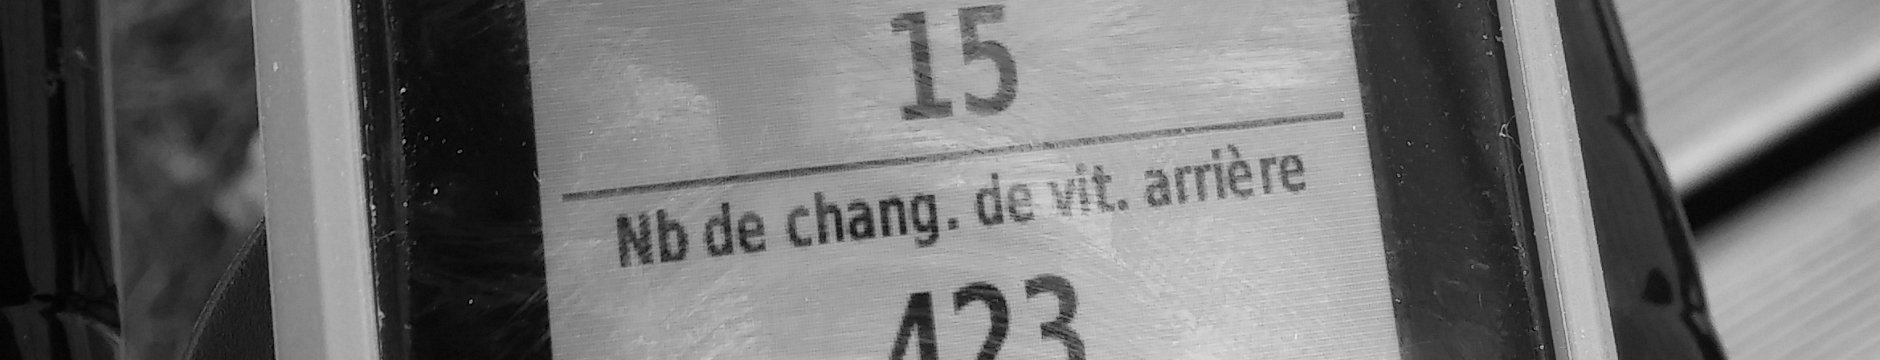 15
Nb de chang. de vit. arrière
423